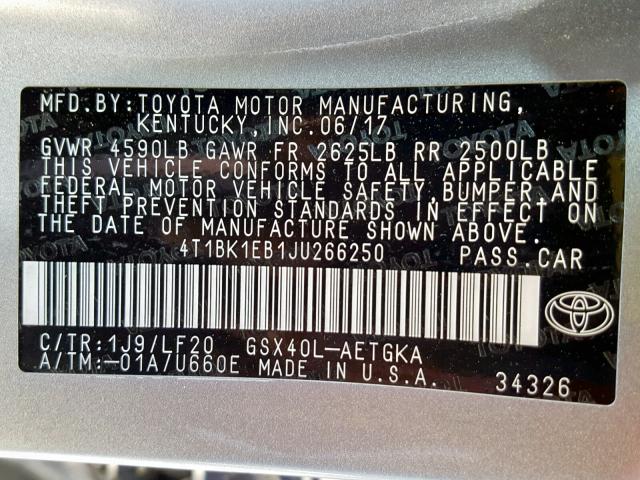 MFD.BY:TOYOTA MOTOR MANUFACTURING,
KENTUCKY, INC. 06/17
GVWR 4590LB GAWR FR 2625LB RR 2500LB
THIS VEHICLE CONFORMS TO ALL APPLICABLE
FEDERAL MOTOR VEHICLE SAFETY, BUMPER, AND
THEFT PREVENTION STANDARDS IN EFFECT ON
THE DATE OF MANUFACTURE SHOWN ABOVE.
4T1BK1EB1JU266250 PASS.CAR
C/TR:1J9/LF20 GSX40L-AETGKA
A/TM:-01A7U660E MADE IN U.S.A.
34326